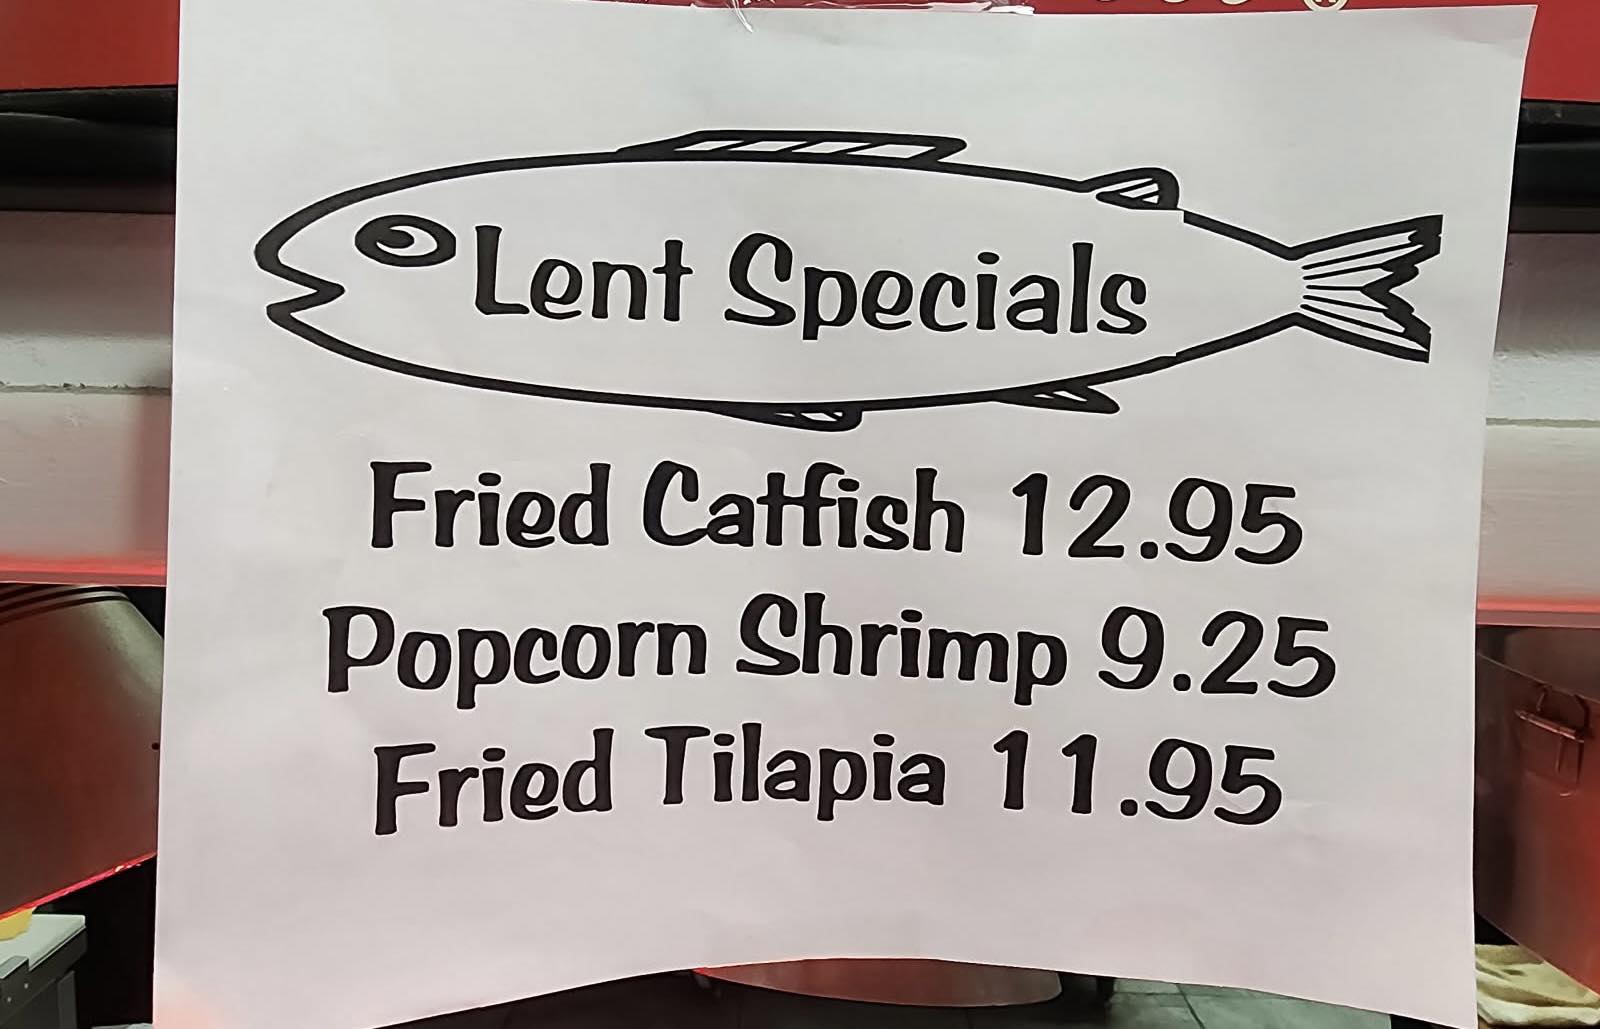 Lent Specials
Fried Catfish 12.95
Popcorn Shrimp 9.25
Fried Tilapia 11.95